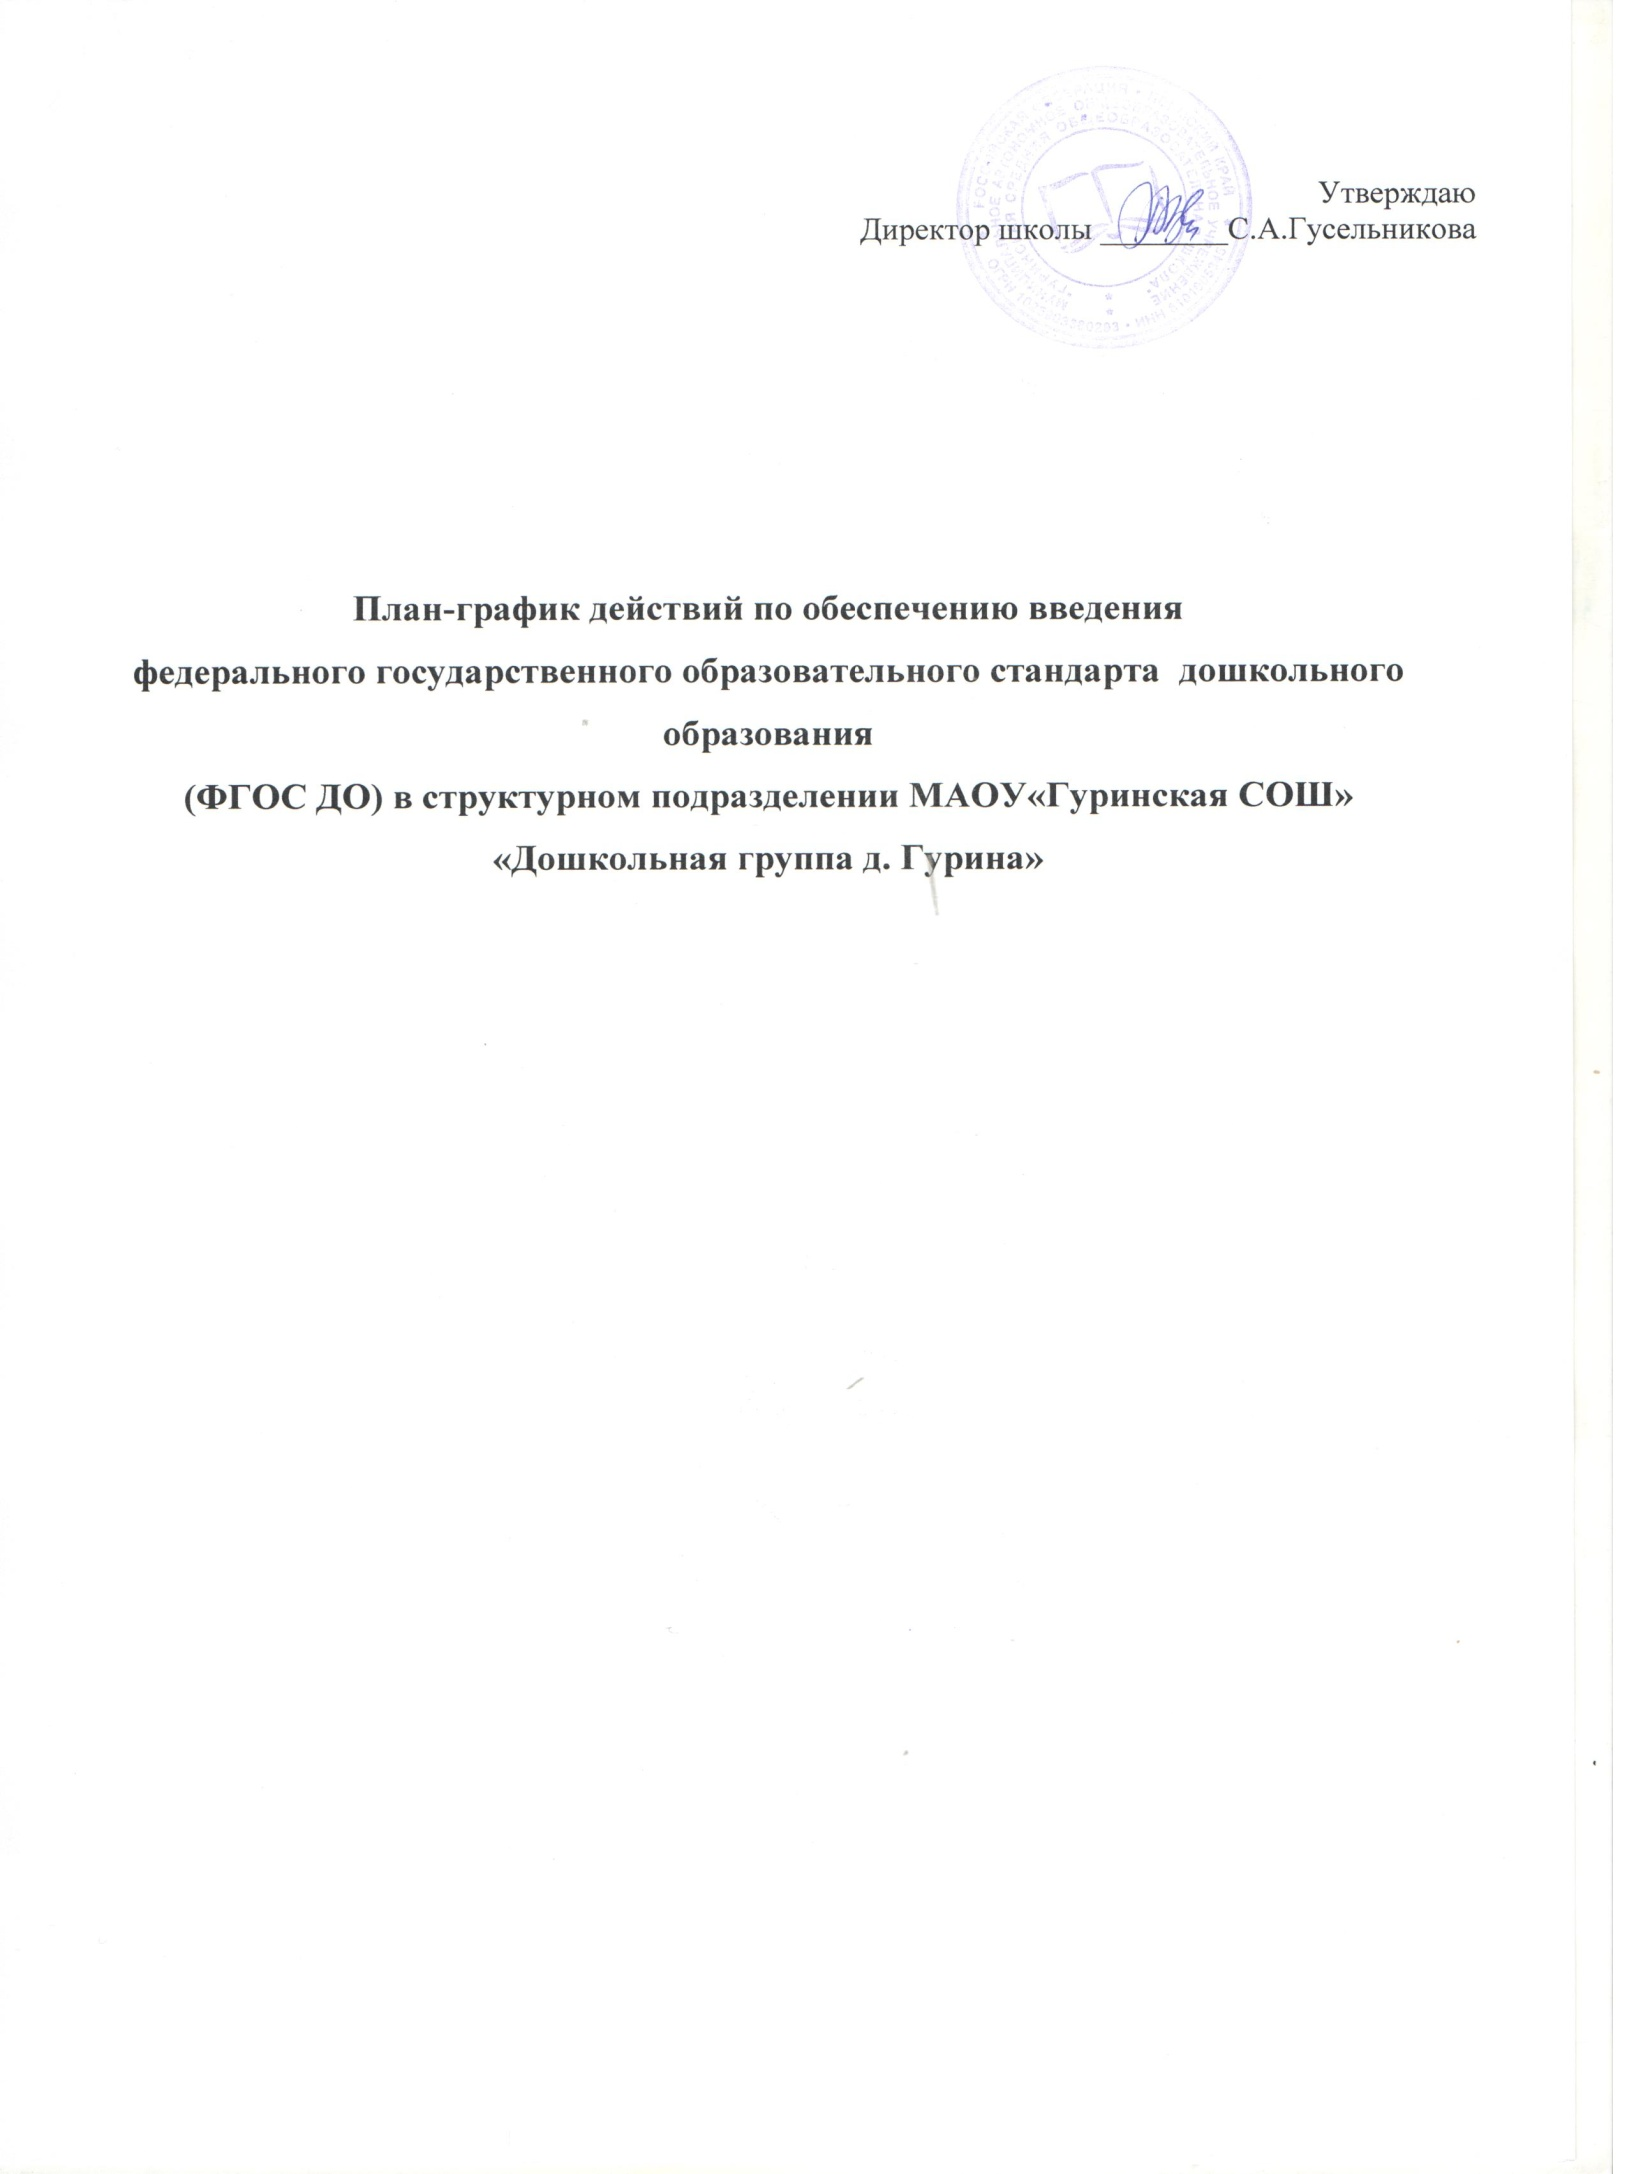 Утверждаю
Директор школы ________С.А.Гусельникова
План-график действий по обеспечению введения
федерального государственного образовательного стандарта дошкольного
образования
(ФГОС ДО) в структурном подразделении МАОУ«Гуринская СОШ»
«Дошкольная группа д. Гурина»